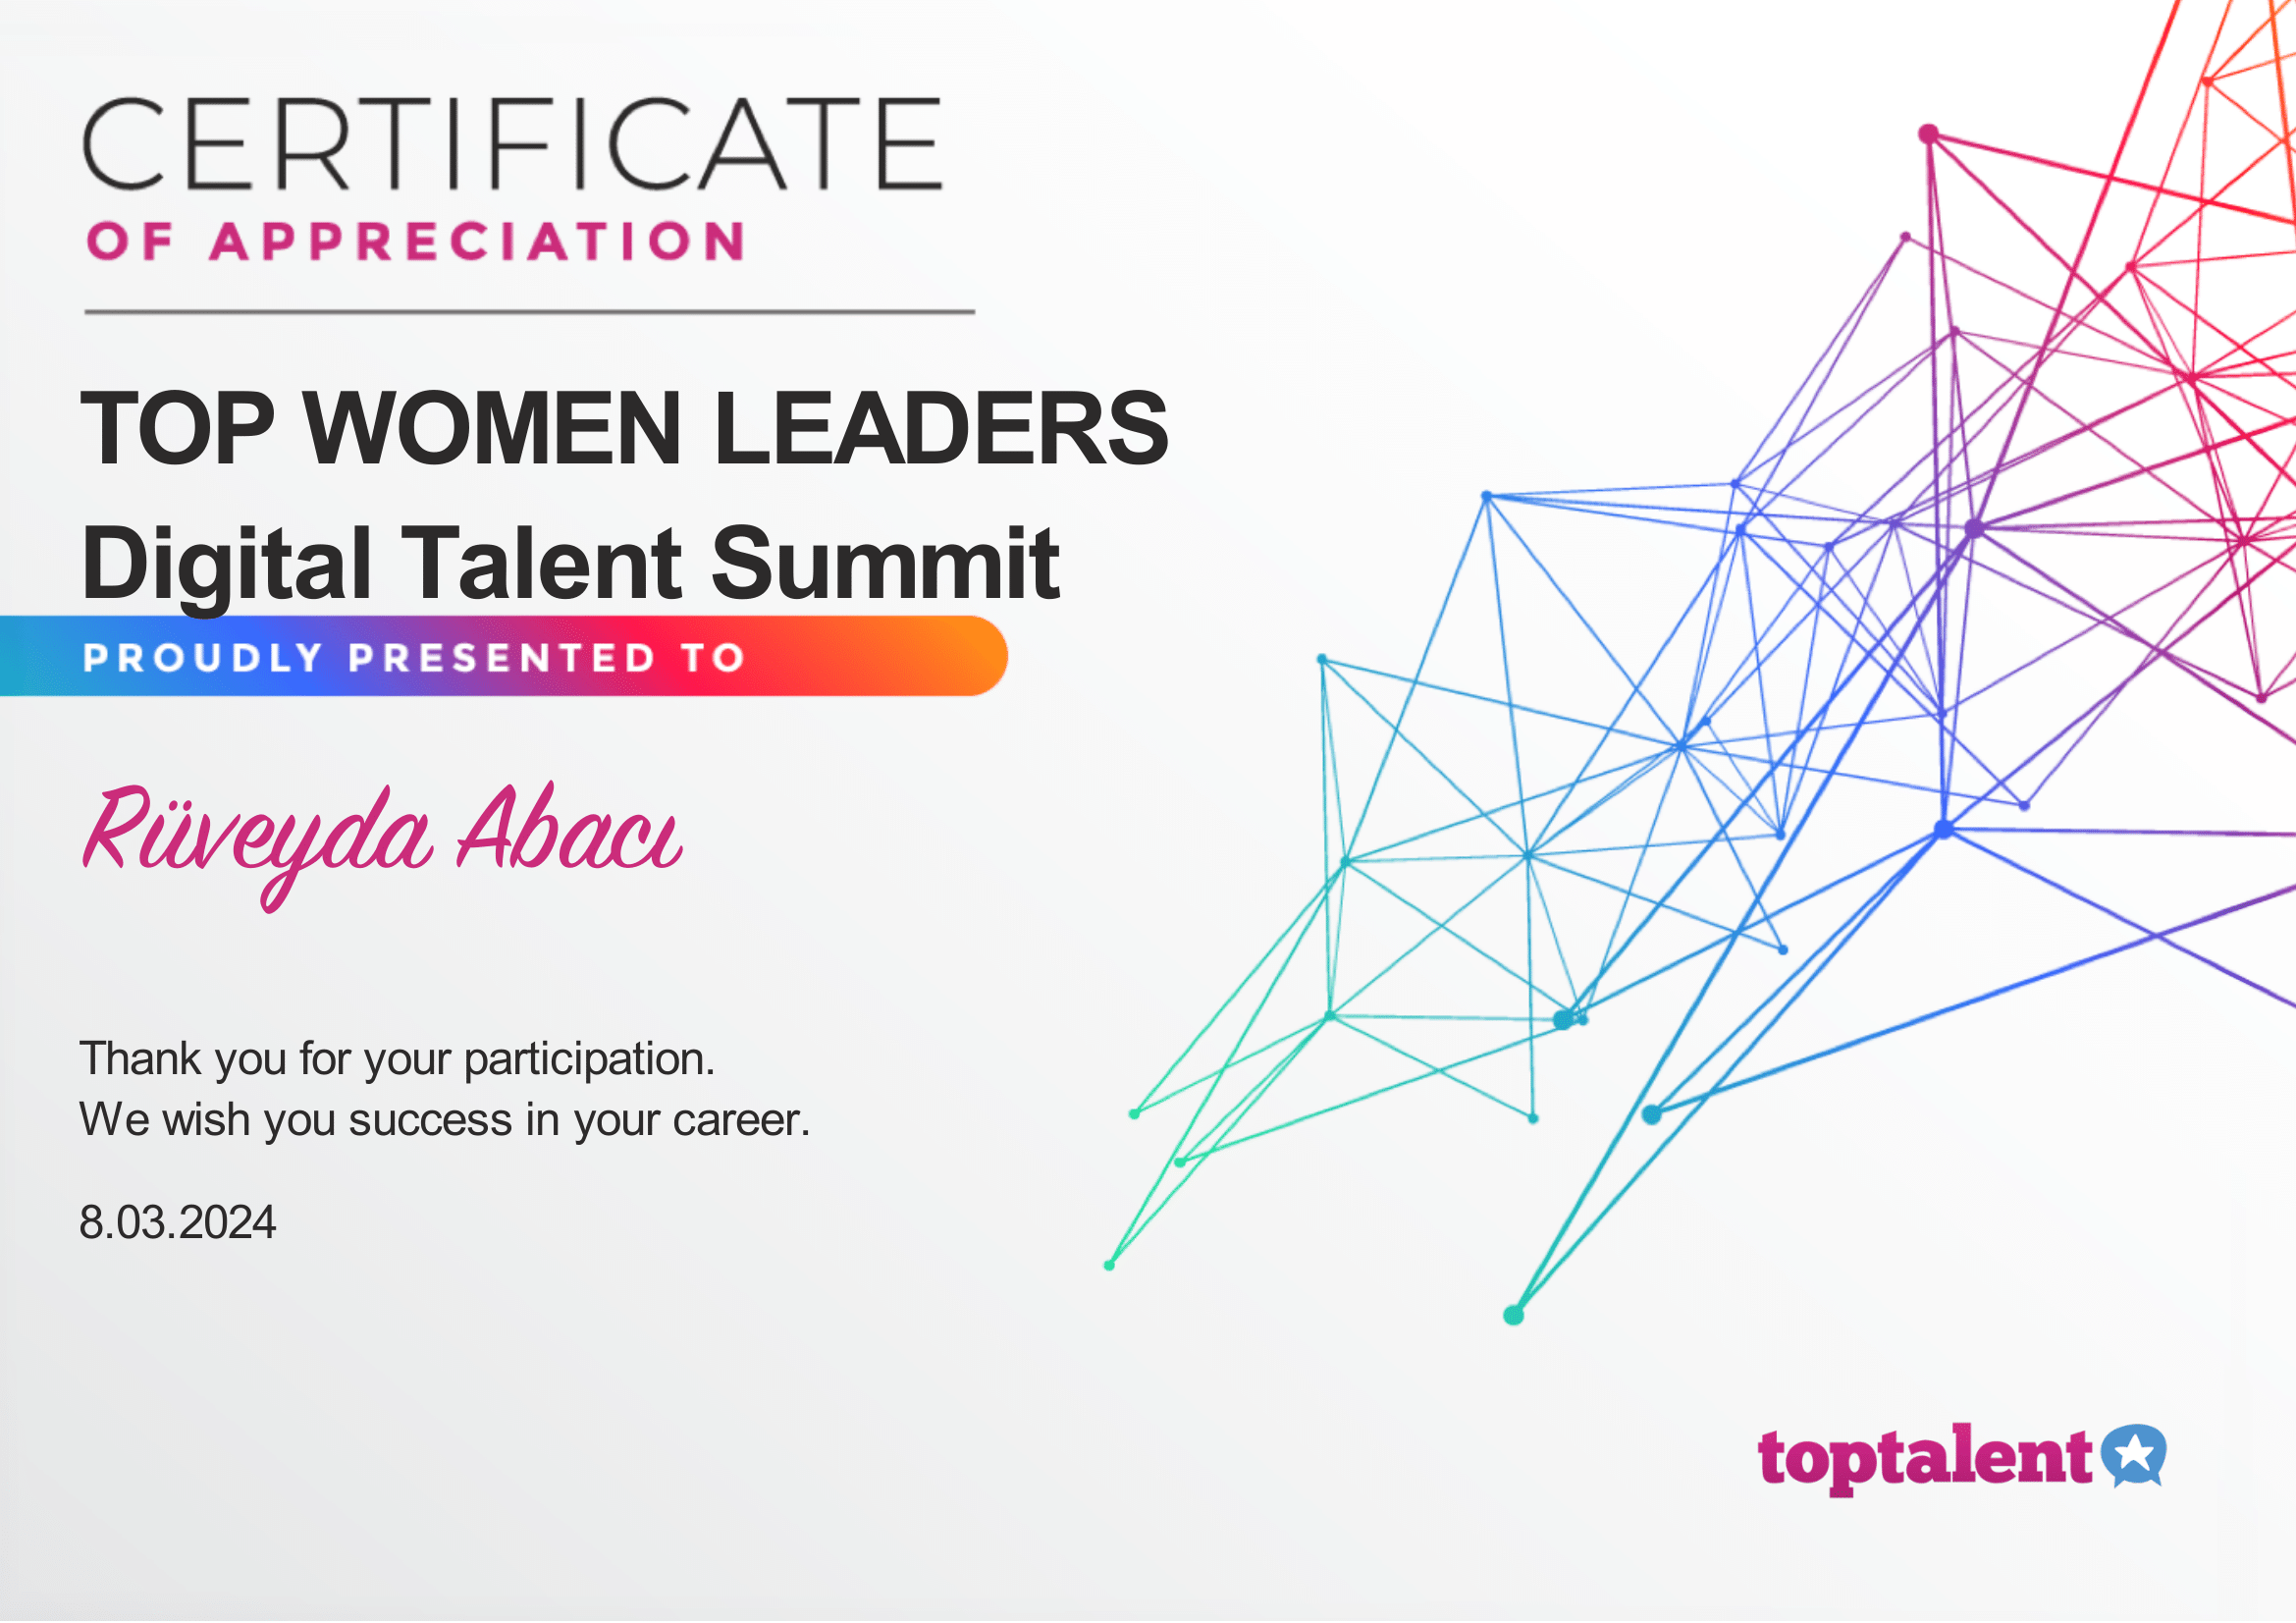 CERTIFICATE
OF APPRECIATION
TOP WOMEN LEADERS
Digital Talent Summit
PROUDLY PRESENTED TO
Rüveyda Abacı
Thank you for your participation.
We wish you success in your career.
8.03.2024
toptalent